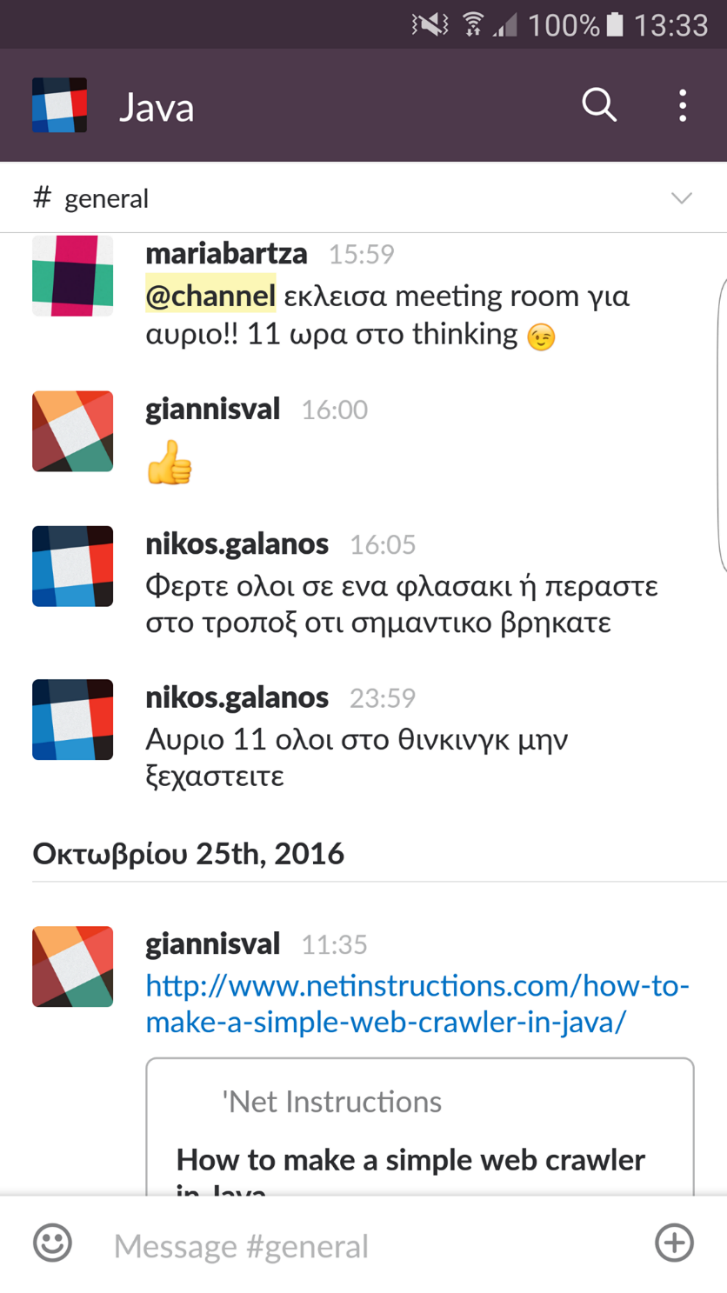 100% 13:33
Java
# general
mariabartza 15:59
@channel εκλεισα meeting room για
αυριο!! 11 ωρα στο thinking 😉
giannisval 16:00
👍
nikos.galanos 16:05
Φερτε ολοι σε ενα φλασακι ή περαστε
στο τροποξ οτι σημαντικο βρηκατε
nikos.galanos 23:59
Αυριο 11 ολοι στο θινκινγκ μην
ξεχαστειτε
Οκτωβρίου 25th, 2016
giannisval 11:35
http://www.netinstructions.com/how-to-
make-a-simple-web-crawler-in-java/
'Net Instructions
How to make a simple web crawler
in Java
Message #general